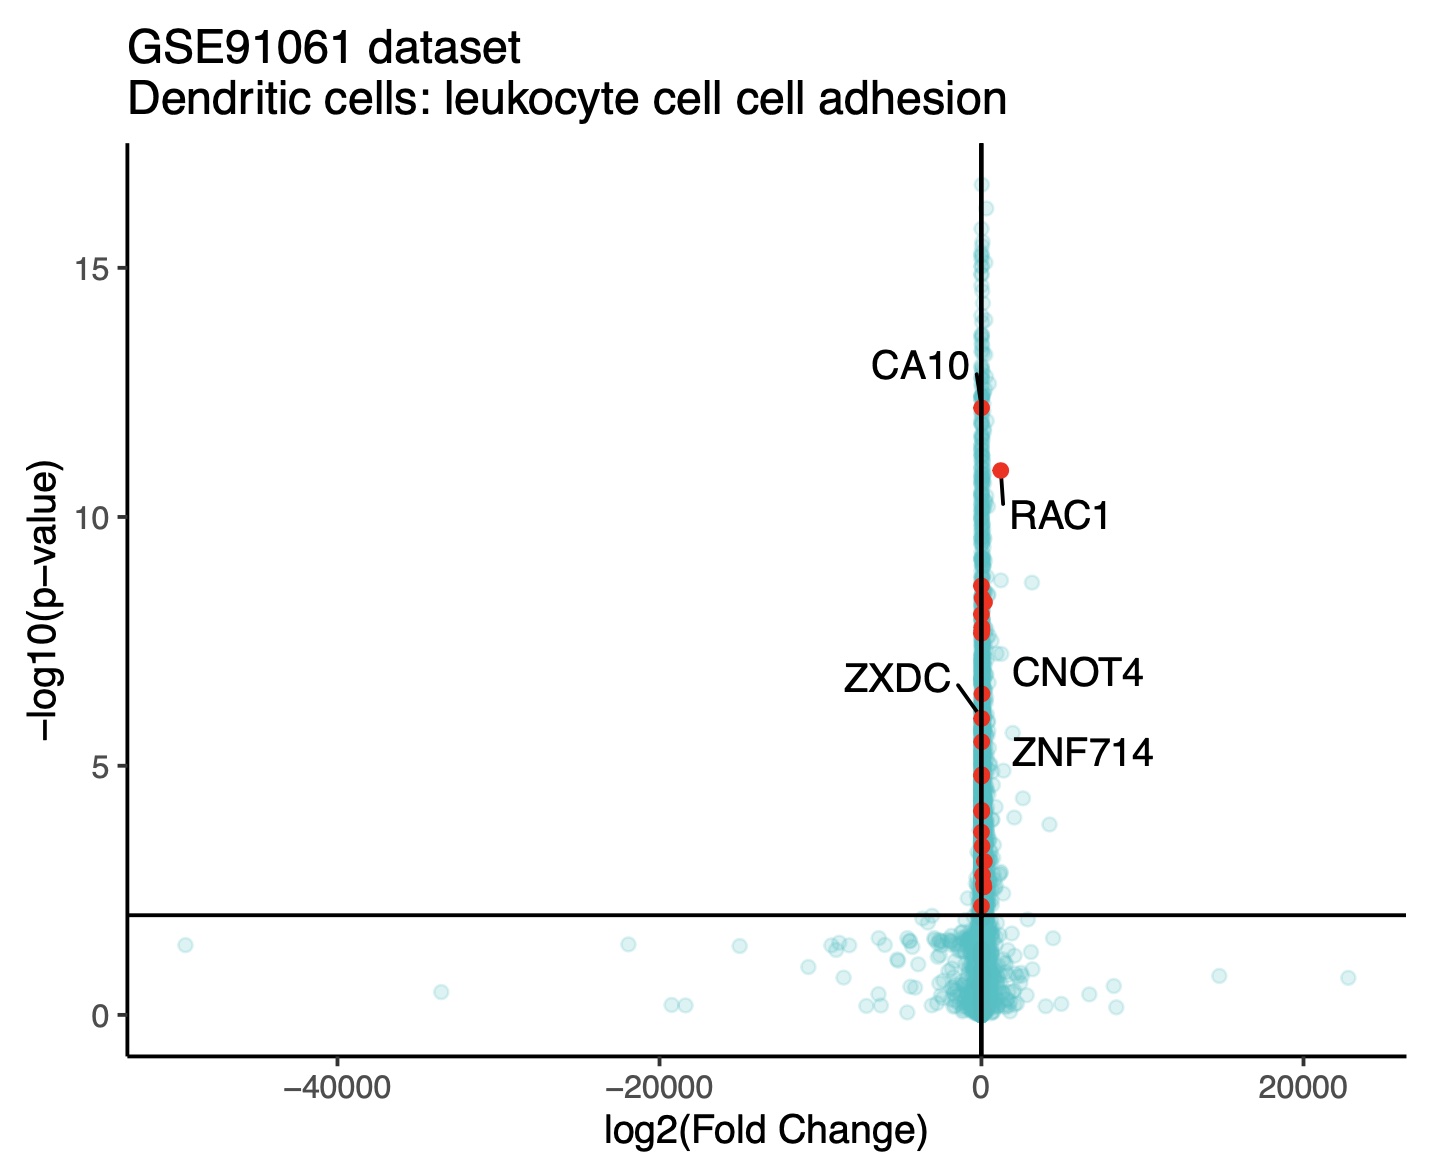 GSE91061 dataset
Dendritic cells: leukocyte cell cell adhesion
−log10(p−value)
15
10
5
0
CA10
RAC1
ZXDC
CNOT4
ZNF714
−40000
−20000
0
20000
log2(Fold Change)